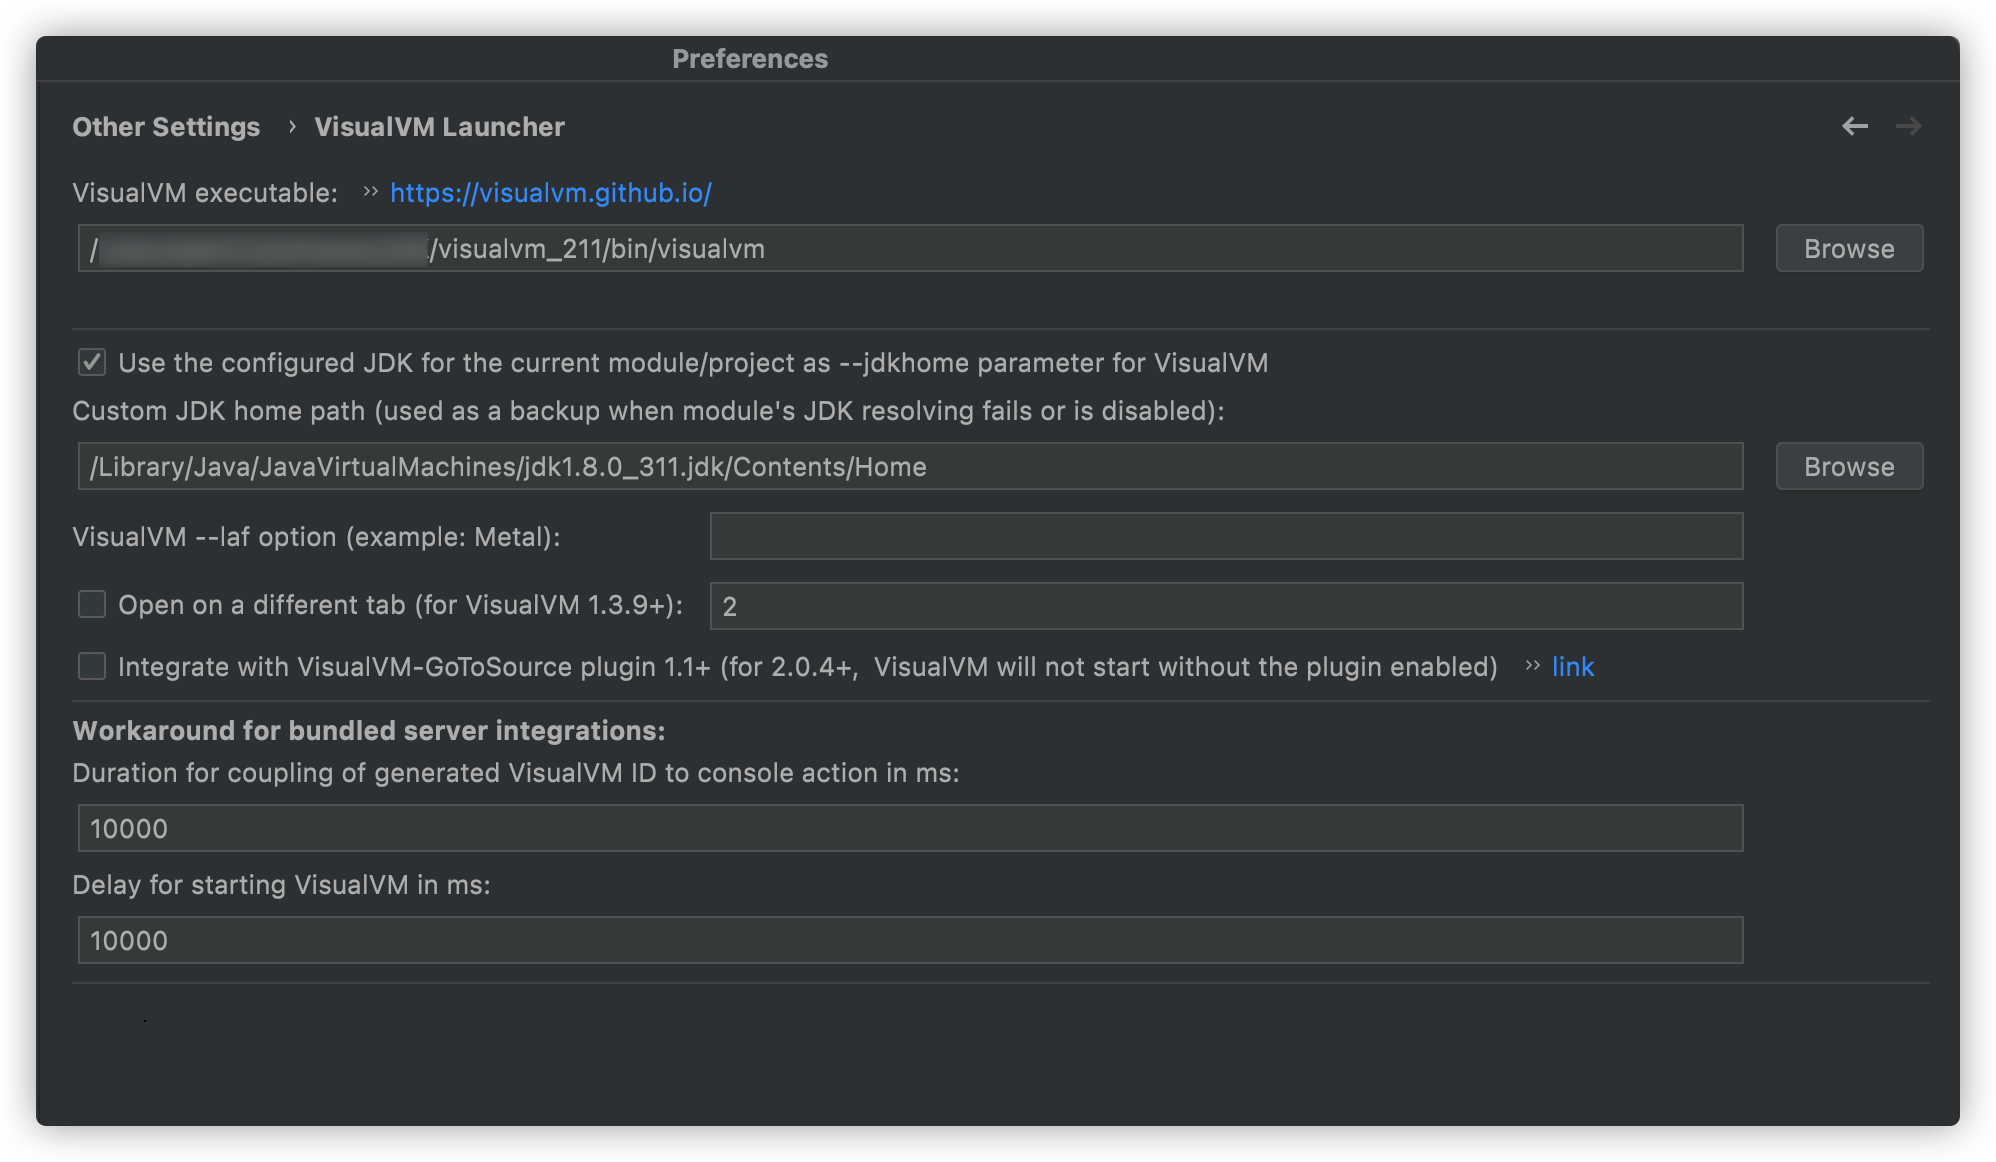 Preferences
Other Settings › VisualVM Launcher
VisualVM executable: ›› https://visualvm.github.io/
/ /visualvm_211/bin/visualvm
Browse
Use the configured JDK for the current module/project as --jdkhome parameter for VisualVM
Custom JDK home path (used as a backup when module's JDK resolving fails or is disabled):
/Library/Java/JavaVirtualMachines/jdk1.8.0_311.jdk/Contents/Home
Browse
VisualVM --laf option (example: Metal):
Open on a different tab (for VisualVM 1.3.9+): 2
Integrate with VisualVM-GoToSource plugin 1.1+ (for 2.0.4+, VisualVM will not start without the plugin enabled) ›› link
Workaround for bundled server integrations:
Duration for coupling of generated VisualVM ID to console action in ms:
10000
Delay for starting VisualVM in ms:
10000